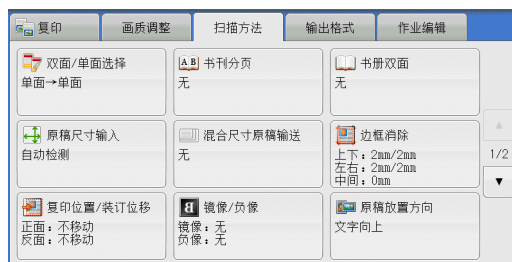 复印 画质调整 扫描方法 输出格式 作业编辑
双面/单面选择
单面→单面
A B 书刊分页
无
书册双面
无
原稿尺寸输入
自动检测
混合尺寸原稿输送
无
边框消除
上下：2mm/2mm
左右：2mm/2mm
中间：0mm
1/2
复印位置/装订位移
正面：不移动
反面：不移动
B 镜像/负像
镜像：无
负像：无
原稿放置方向
文字向上